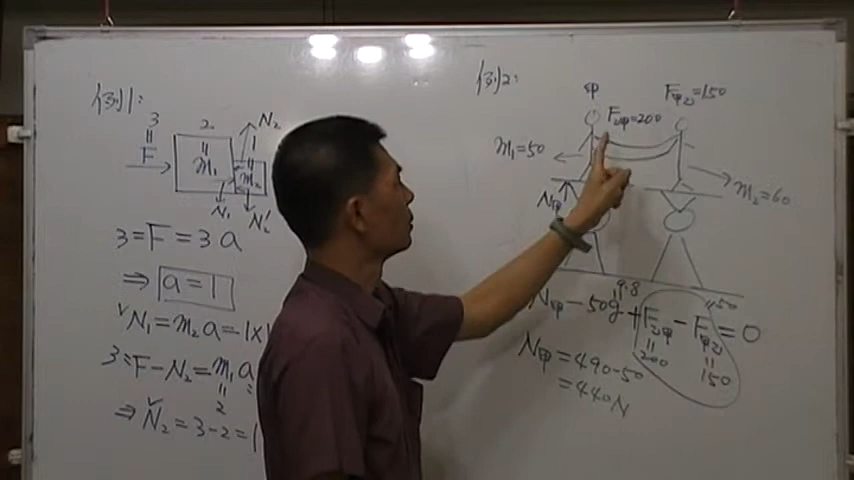 例1:
3
=
F
2
=
m₁
1
=
m₂
N₂
N₁
N₂'
3=F=3a
⇒ a=1
N₁=m₂a=1×1
3=F-N₂=m₁a
=
2
⇒ N₂=3-2=1
例2:
甲
F乙甲=200
F甲乙=150
m₁=50
m₂=60
N甲
9.8
N甲-50g+F乙甲-F甲乙=0
200
150
N甲=490-50
=440N